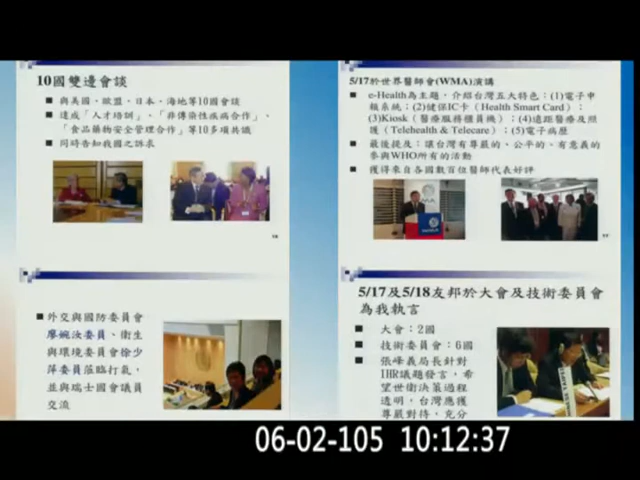 10國雙邊會談
■ 與美國、歐盟、日本、海地等10國會談
■ 達成「人才培訓」、「非傳染性疾病合作」、
「食品藥物安全管理合作」等10多項共識
■ 同時告知我國之訴求
5/17於世界醫師會(WMA)演講
■ e-Health為主題，介紹台灣五大特色：(1)電子申
報系統；(2)健保IC卡（Health Smart Card）；
(3)Kiosk（醫療服務櫃員機）；(4)遠距醫療及照
護（Telehealth & Telecare）；(5)電子病歷
■ 最後提及：讓台灣有尊嚴的、公平的、有意義的
參與WHO所有的活動
■ 獲得來自各國數百位醫師代表好評
■ 外交與國防委員會
廖婉汝委員、衛生
與環境委員會徐少
萍委員蒞臨打氣，
並與瑞士國會議員
交流
5/17及5/18友邦於大會及技術委員會
為我執言
■ 大會：2國
■ 技術委員會：6國
■ 張峰義局長針對
IHR議題發言，希
望世衛決策過程
透明，台灣應獲
尊嚴對待，充分
06-02-105 10:12:37